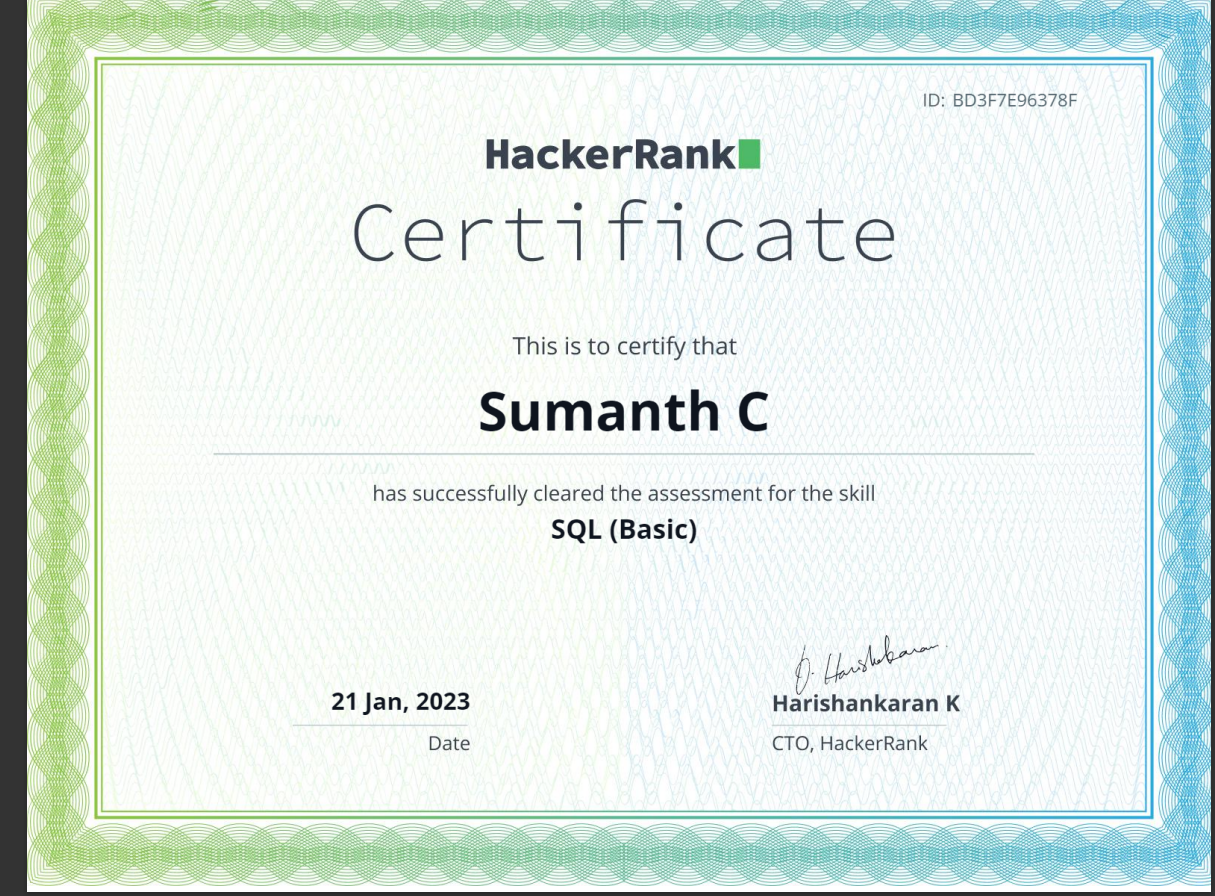 ID: BD3F7E96378F
HackerRank
Certificate
This is to certify that
Sumanth C
has successfully cleared the assessment for the skill
SQL (Basic)
21 Jan, 2023
Date
Harishankaran K
CTO, HackerRank